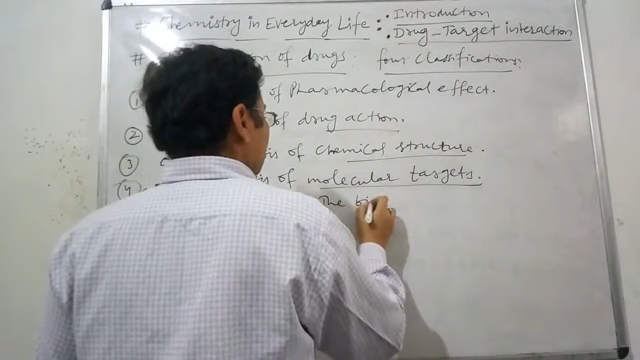 # Chemistry in Everyday Life : • Introduction
• Drug-Target interaction
# of drugs. four Classifications:
① of Pharmacological effect.
② of drug action.
③ of chemical structure.
④ of molecular targets.
The